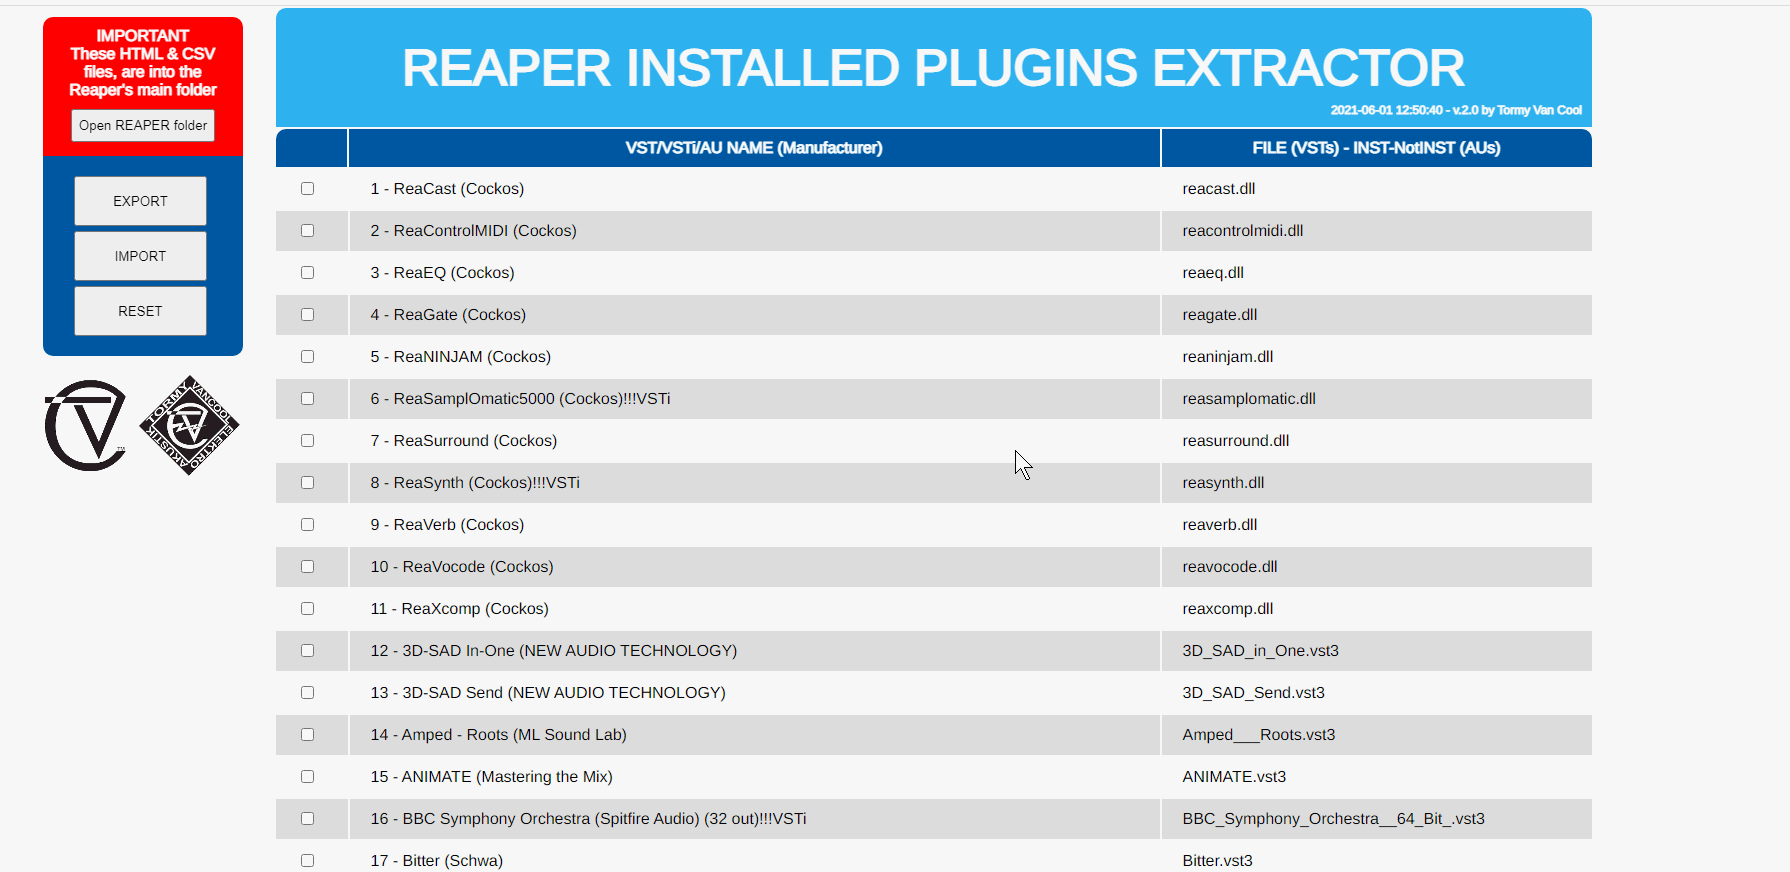 IMPORTANT
These HTML & CSV
files, are into the
Reaper's main folder
Open REAPER folder
EXPORT
IMPORT
RESET
TORMY VANCOOL ELEKTRO AKUSTIK
REAPER INSTALLED PLUGINS EXTRACTOR
2021-06-01 12:50:40 - v.2.0 by Tormy Van Cool
VST/VSTi/AU NAME (Manufacturer) FILE (VSTs) - INST-NotINST (AUs)
1 - ReaCast (Cockos) reacast.dll
2 - ReaControlMIDI (Cockos) reacontrolmidi.dll
3 - ReaEQ (Cockos) reaeq.dll
4 - ReaGate (Cockos) reagate.dll
5 - ReaNINJAM (Cockos) reaninjam.dll
6 - ReaSamplOmatic5000 (Cockos)!!!VSTi reasamplomatic.dll
7 - ReaSurround (Cockos) reasurround.dll
8 - ReaSynth (Cockos)!!!VSTi reasynth.dll
9 - ReaVerb (Cockos) reaverb.dll
10 - ReaVocode (Cockos) reavocode.dll
11 - ReaXcomp (Cockos) reaxcomp.dll
12 - 3D-SAD In-One (NEW AUDIO TECHNOLOGY) 3D_SAD_in_One.vst3
13 - 3D-SAD Send (NEW AUDIO TECHNOLOGY) 3D_SAD_Send.vst3
14 - Amped - Roots (ML Sound Lab) Amped___Roots.vst3
15 - ANIMATE (Mastering the Mix) ANIMATE.vst3
16 - BBC Symphony Orchestra (Spitfire Audio) (32 out)!!!VSTi BBC_Symphony_Orchestra__64_Bit_.vst3
17 - Bitter (Schwa) Bitter.vst3